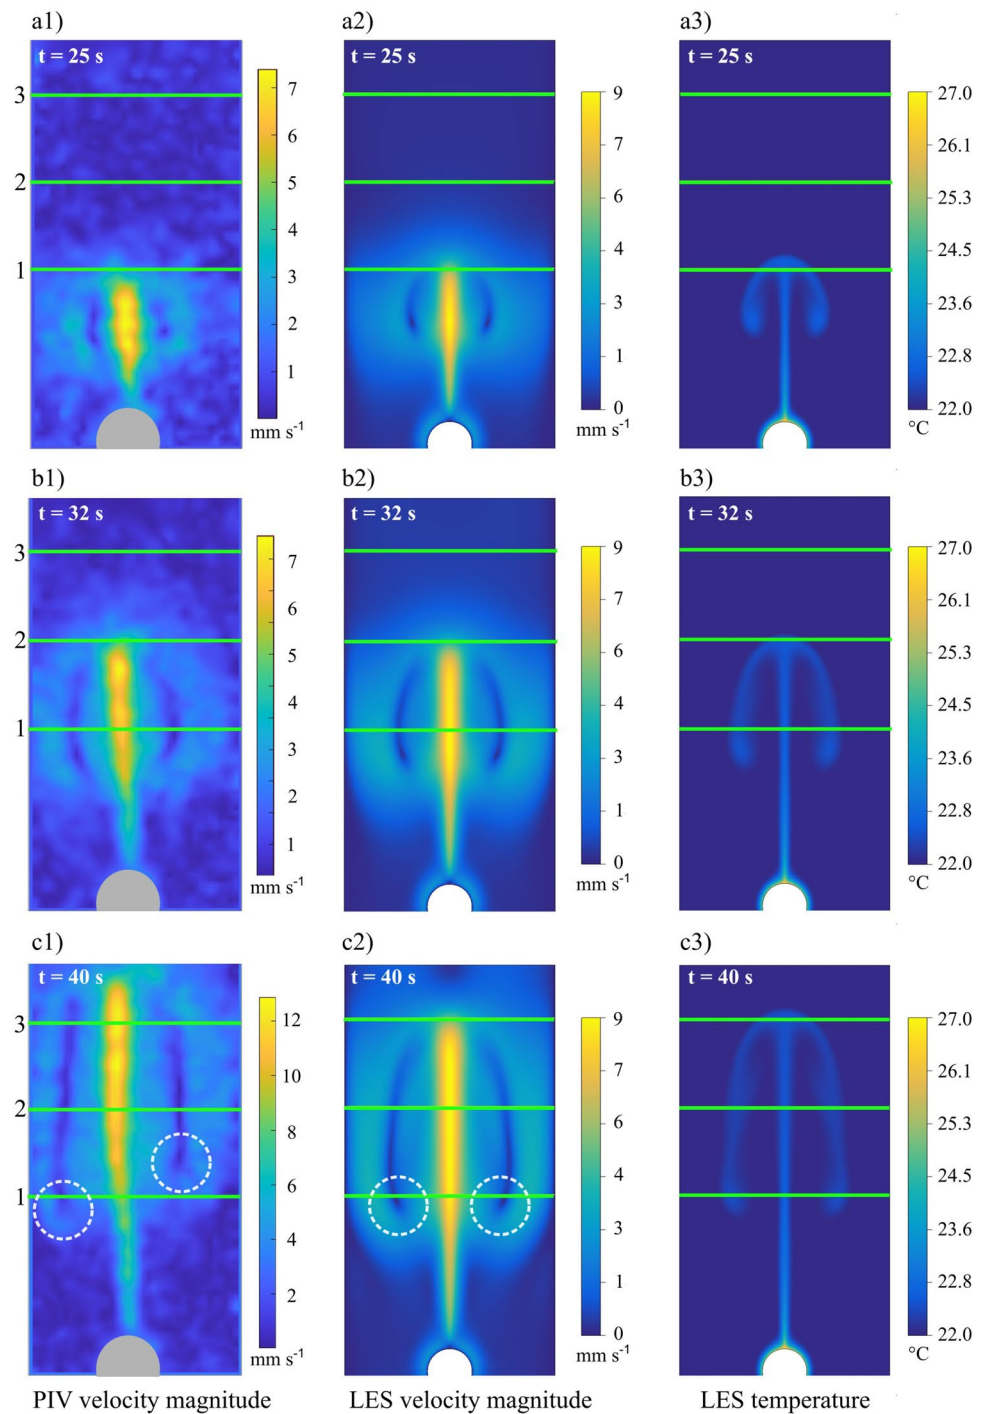 a1)
a2)
a3)
t = 25 s
t = 25 s
t = 25 s
3
2
1
7
6
5
4
3
2
1
mm s⁻¹
9
7
6
4
3
1
0
mm s⁻¹
27.0
26.1
25.3
24.5
23.6
22.8
22.0
°C
b1)
b2)
b3)
t = 32 s
t = 32 s
t = 32 s
3
2
1
7
6
5
4
3
2
1
mm s⁻¹
9
7
6
4
3
1
0
mm s⁻¹
27.0
26.1
25.3
24.5
23.6
22.8
22.0
°C
c1)
c2)
c3)
t = 40 s
t = 40 s
t = 40 s
3
2
1
12
10
8
6
4
2
mm s⁻¹
9
7
6
4
3
1
0
mm s⁻¹
27.0
26.1
25.3
24.5
23.6
22.8
22.0
°C
PIV velocity magnitude
LES velocity magnitude
LES temperature